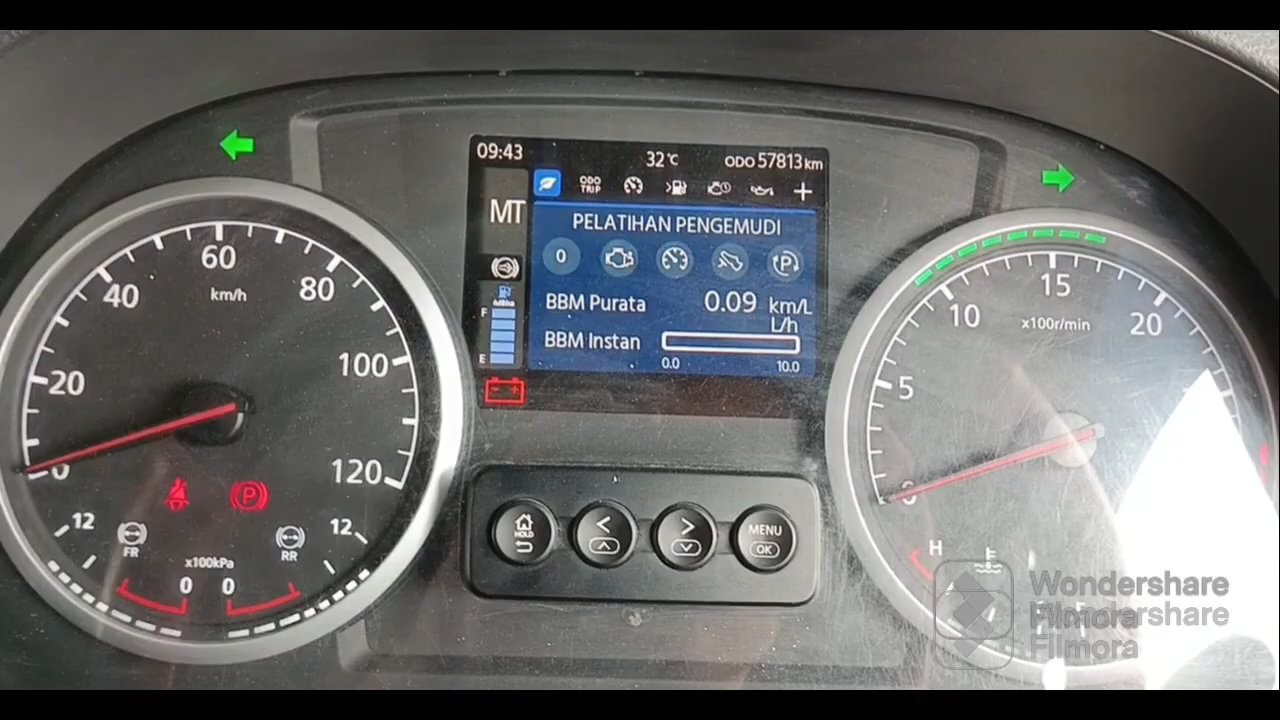 09:43 32°C ODO 57813 km
ODO
TRIP
MT
PELATIHAN PENGEMUDI
0
P
BBM Purata 0.09 km/L
L/h
BBM Instan
0.0 10.0
F
E
0 20 40 60 80 100 120
km/h
P
12 12
FR RR
x100kPa
0 0
0 5 10 15 20
x100r/min
H
HOLD
MENU
OK
Wondershare
Filmora
Wondershare
Filmora